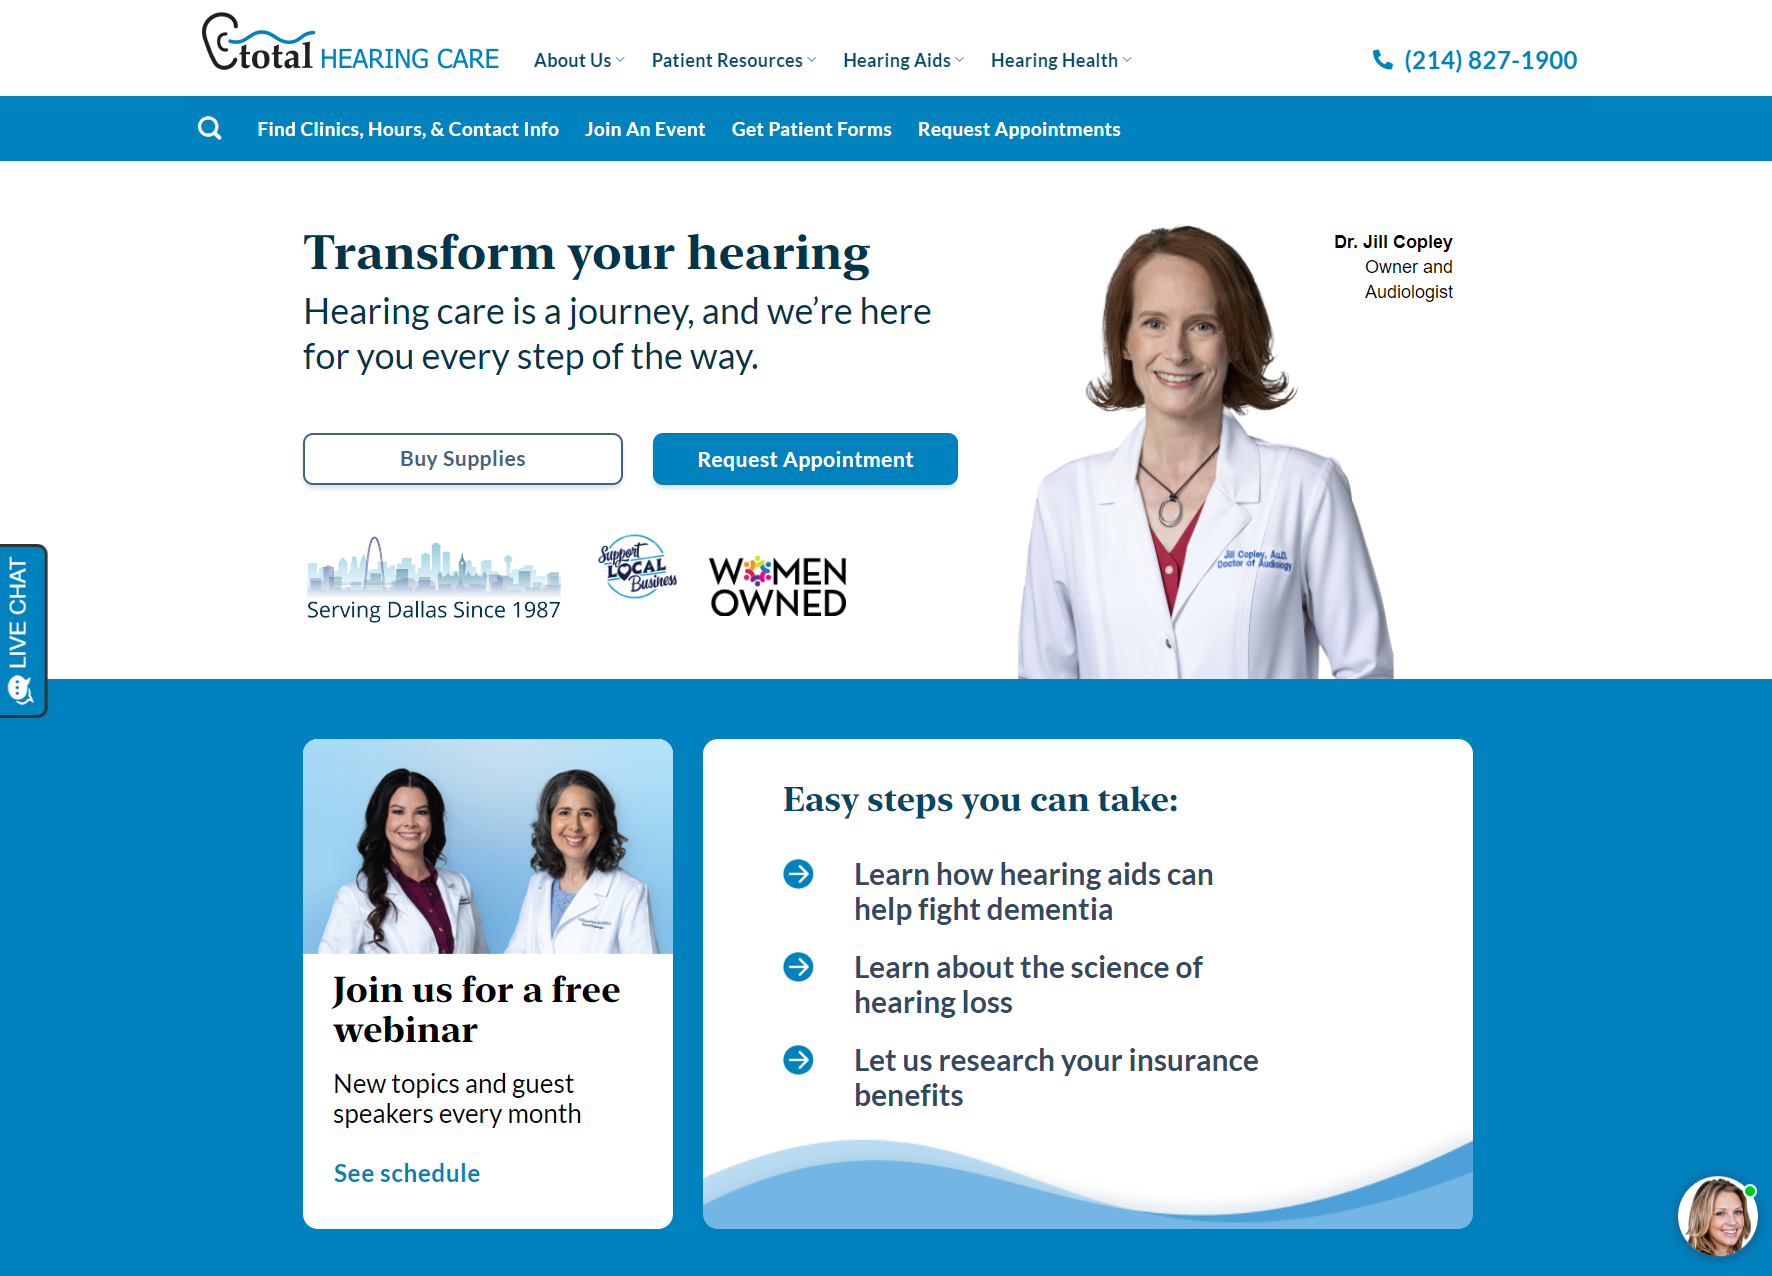 total HEARING CARE
About Us
Patient Resources
Hearing Aids
Hearing Health
(214) 827-1900
Find Clinics, Hours, & Contact Info
Join An Event
Get Patient Forms
Request Appointments
Transform your hearing
Hearing care is a journey, and we’re here
for you every step of the way.
Dr. Jill Copley
Owner and
Audiologist
Buy Supplies
Request Appointment
Serving Dallas Since 1987
Support
LOCAL
Business
WOMEN
OWNED
Jill Copley, Au.D.
Doctor of Audiology
LIVE CHAT
Join us for a free
webinar
New topics and guest
speakers every month
See schedule
Easy steps you can take:
Learn how hearing aids can
help fight dementia
Learn about the science of
hearing loss
Let us research your insurance
benefits